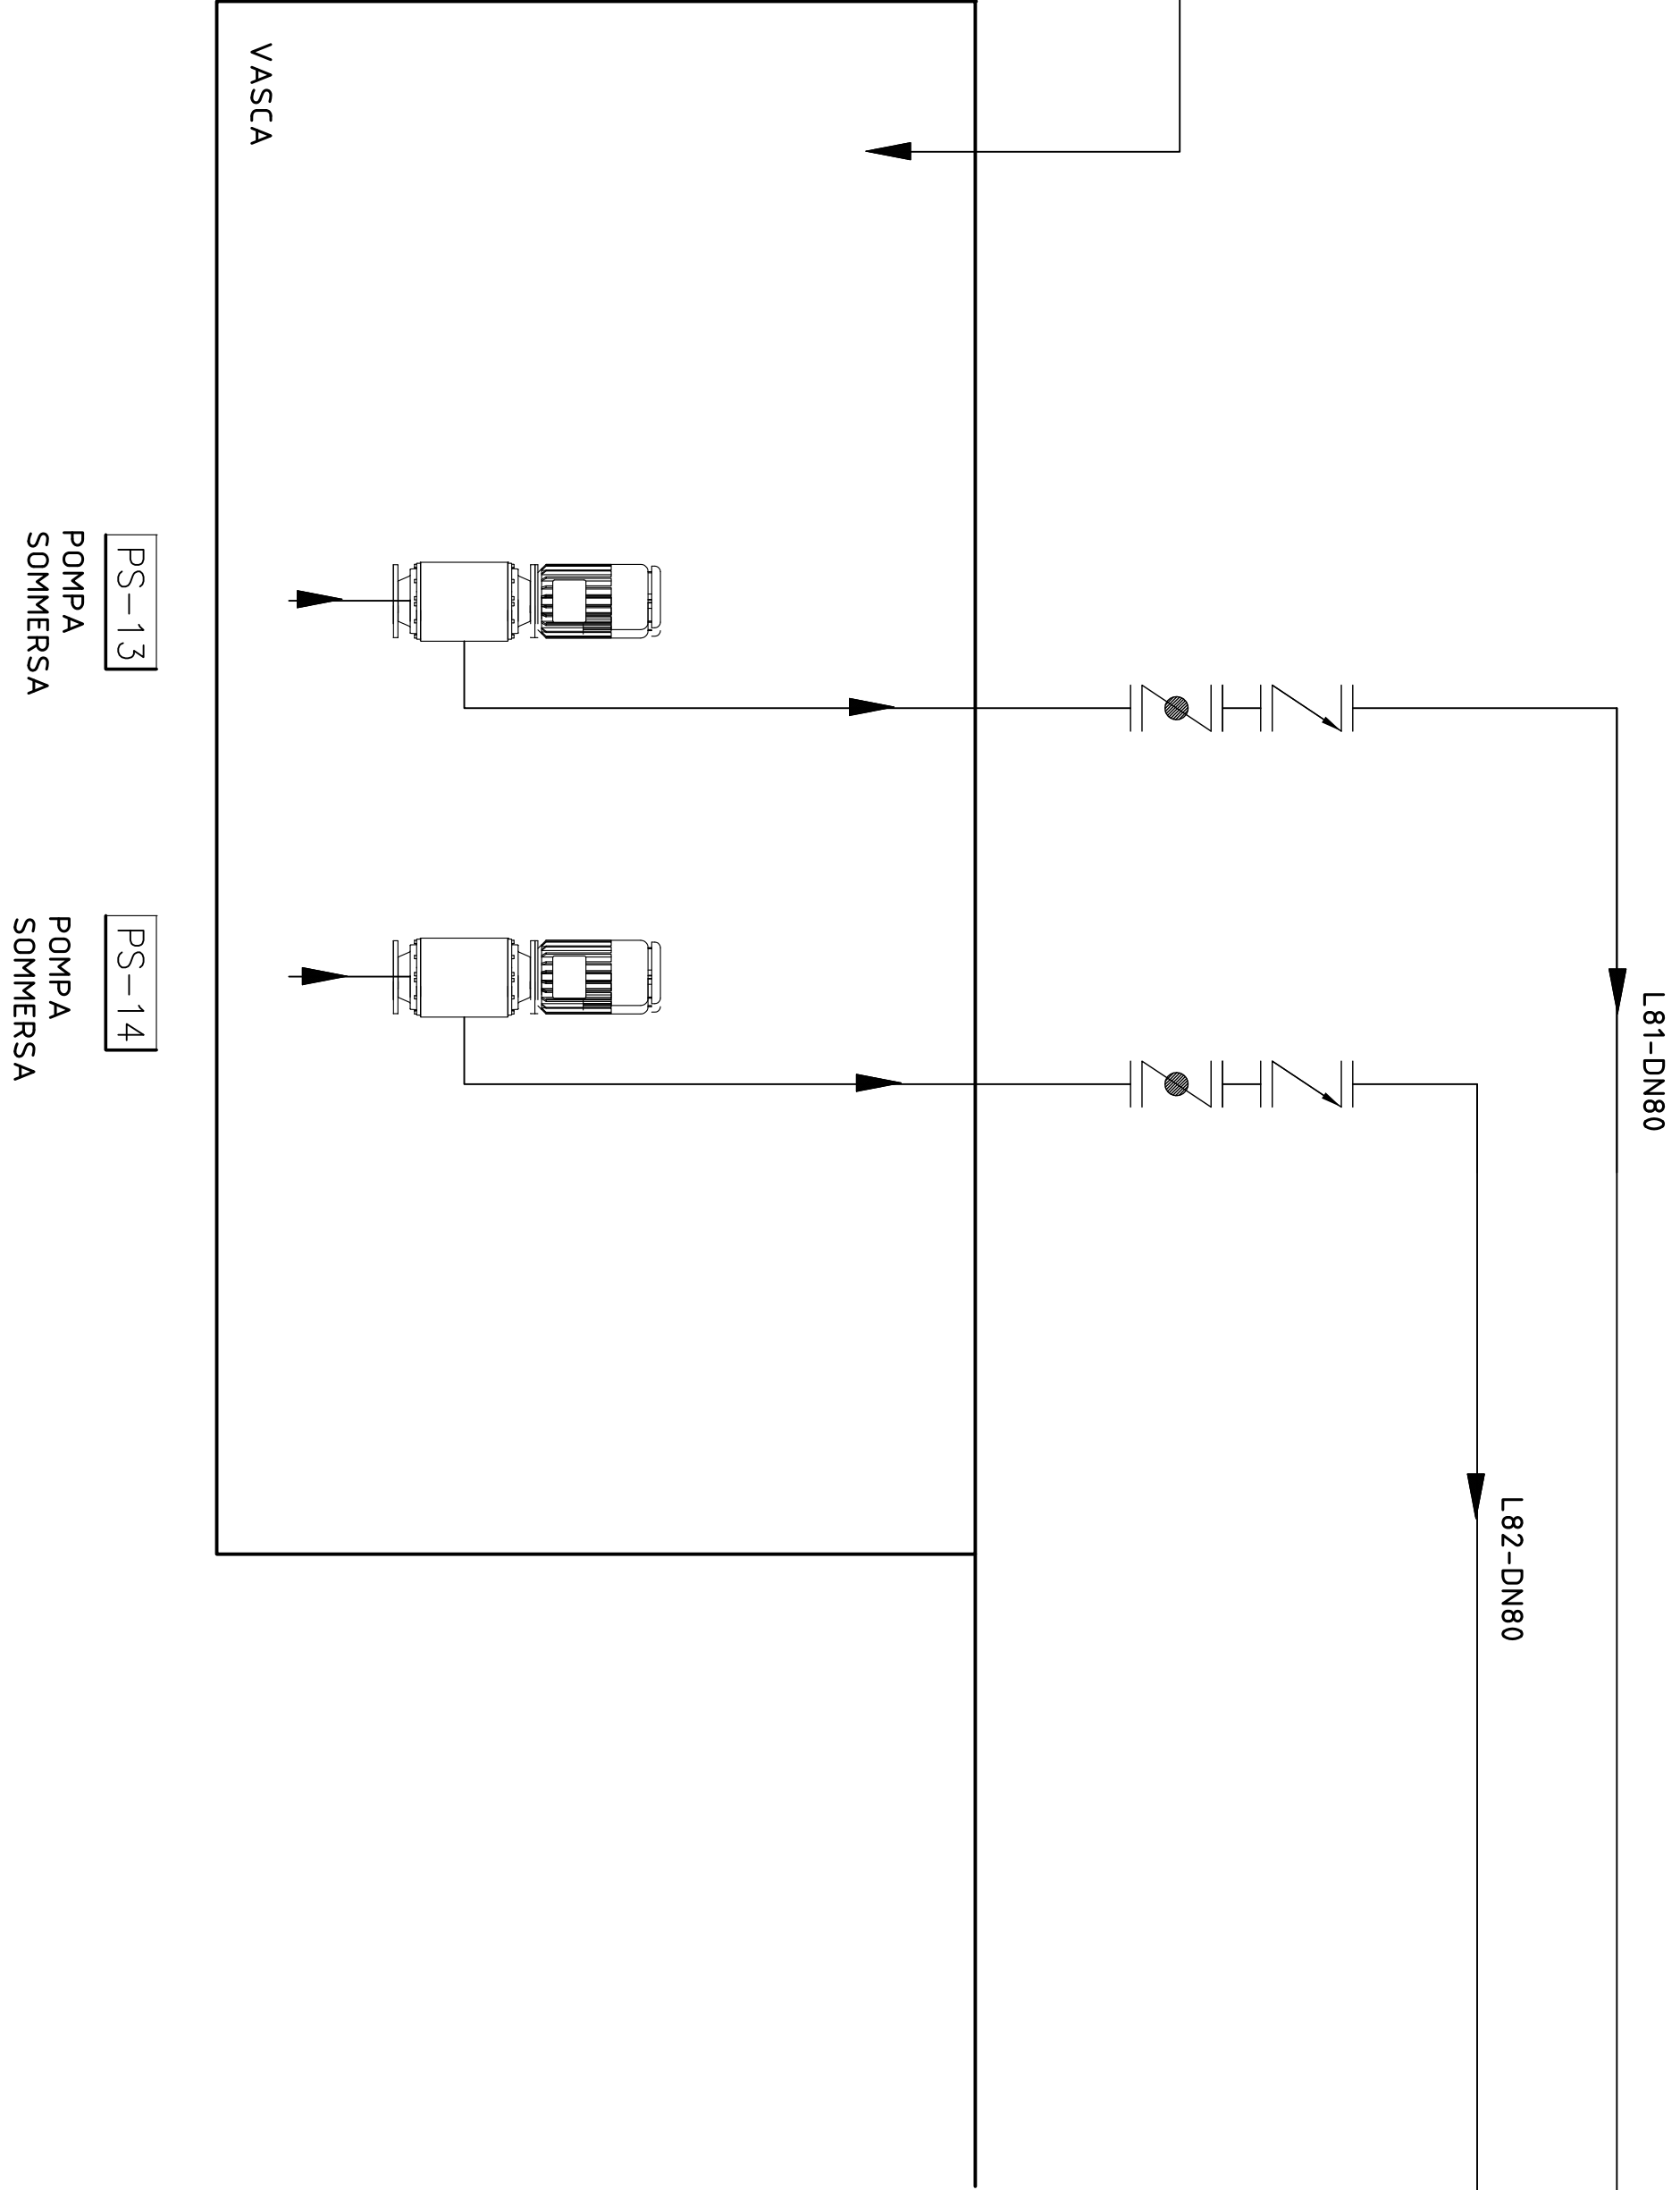 L81-DN80
L82-DN80
VASCA
PS-13
POMPA
SOMMERSA
PS-14
POMPA
SOMMERSA